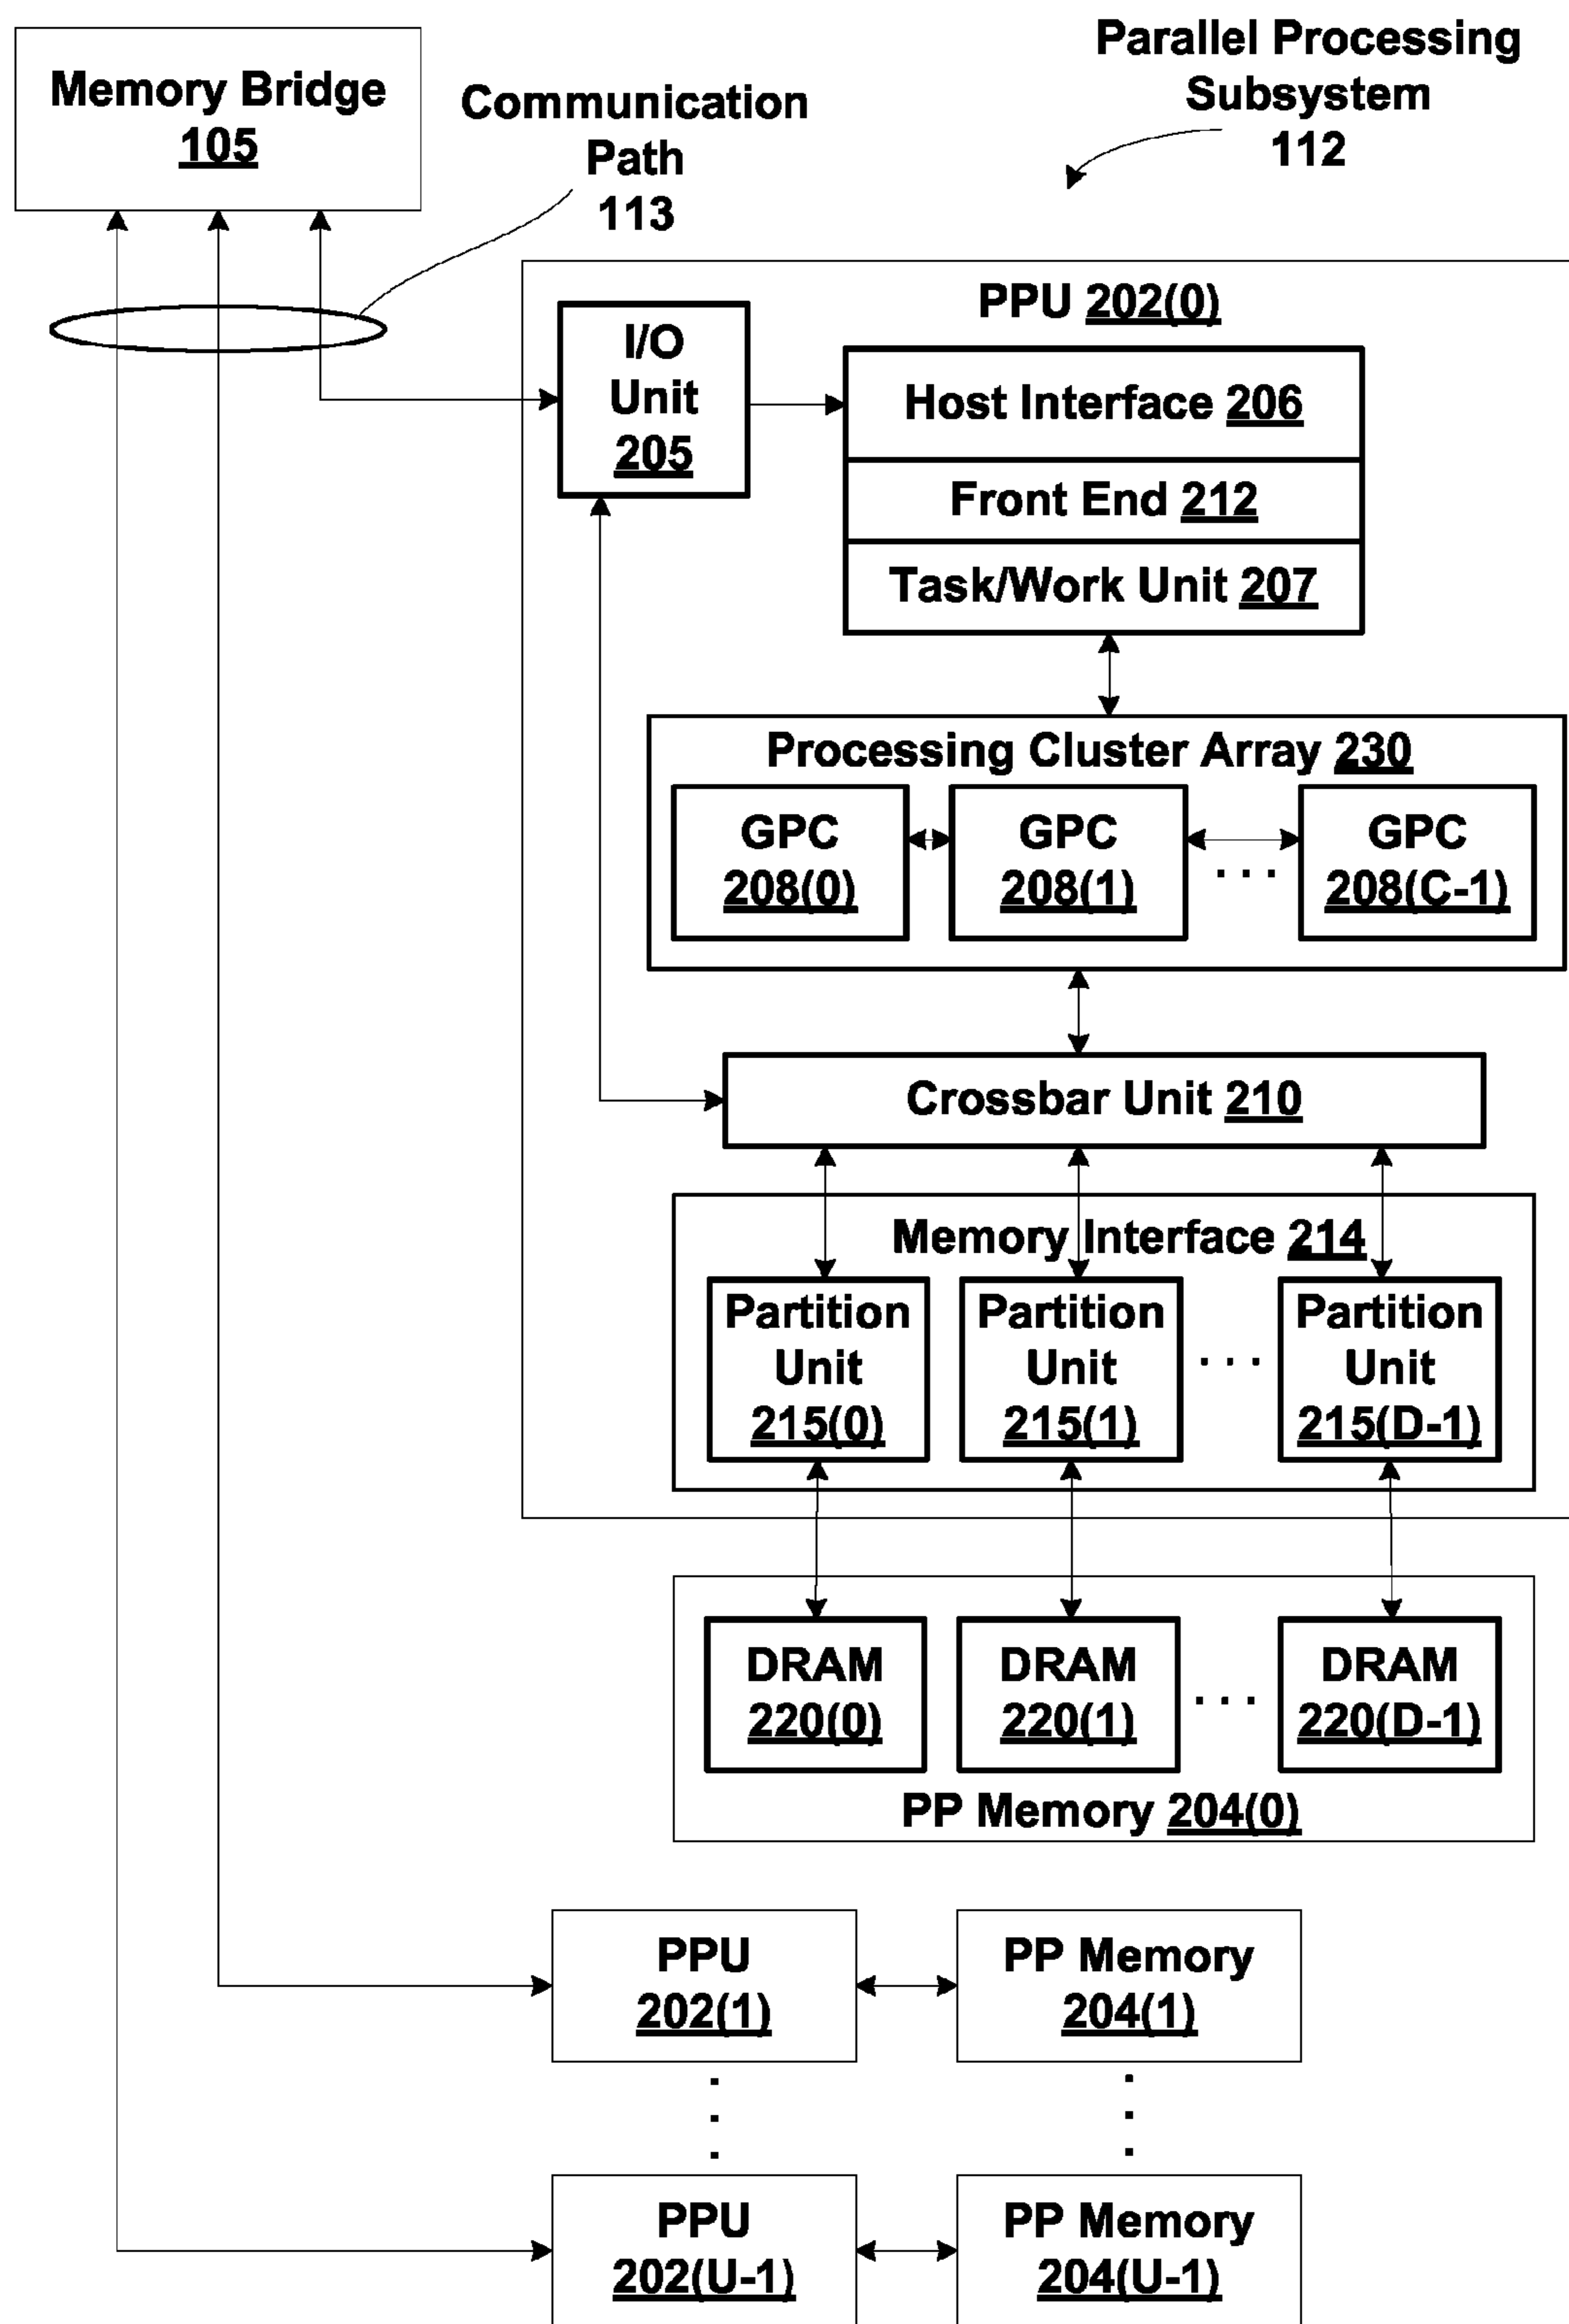 Memory Bridge
105
Communication
Path
113
Parallel Processing
Subsystem
112
PPU 202(0)
I/O
Unit
205
Host Interface 206
Front End 212
Task/Work Unit 207
Processing Cluster Array 230
GPC
208(0)
GPC
208(1)
. . .
GPC
208(C-1)
Crossbar Unit 210
Memory Interface 214
Partition
Unit
215(0)
Partition
Unit
215(1)
. . .
Partition
Unit
215(D-1)
DRAM
220(0)
DRAM
220(1)
. . .
DRAM
220(D-1)
PP Memory 204(0)
PPU
202(1)
PP Memory
204(1)
PPU
202(U-1)
PP Memory
204(U-1)